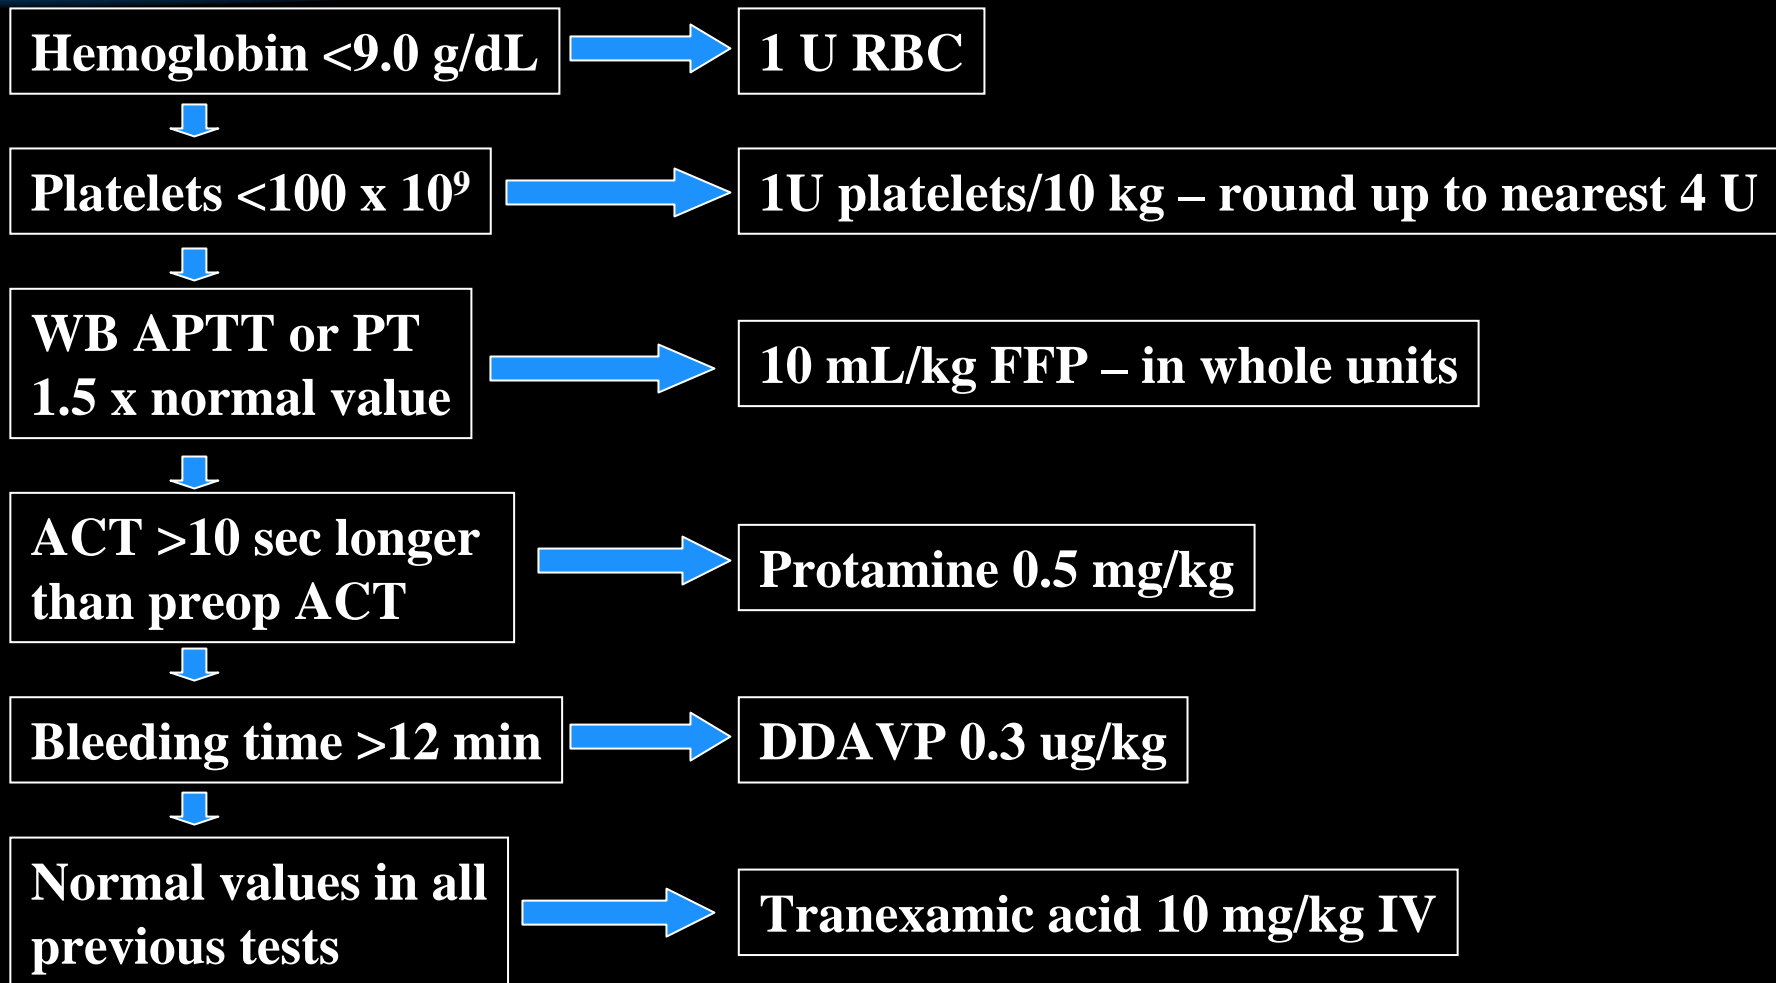 Hemoglobin <9.0 g/dL
1 U RBC
Platelets <100 x 10⁹
1U platelets/10 kg – round up to nearest 4 U
WB APTT or PT
1.5 x normal value
10 mL/kg FFP – in whole units
ACT >10 sec longer
than preop ACT
Protamine 0.5 mg/kg
Bleeding time >12 min
DDAVP 0.3 ug/kg
Normal values in all
previous tests
Tranexamic acid 10 mg/kg IV